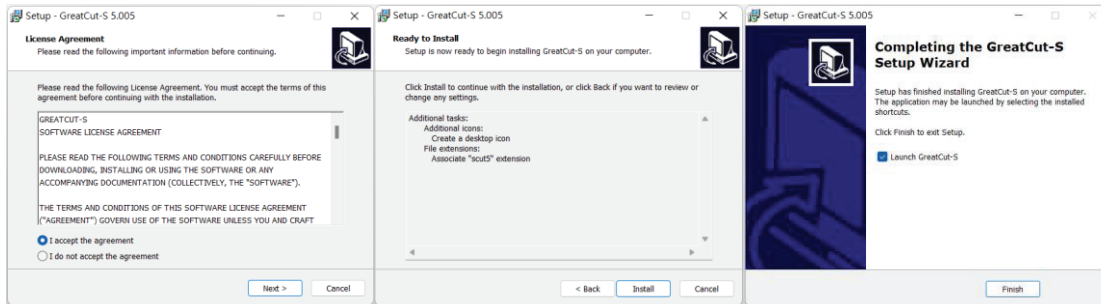 Setup - GreatCut-S 5.005
License Agreement
Please read the following important information before continuing.
Please read the following License Agreement. You must accept the terms of this
agreement before continuing with the installation.
GREATCUT-S
SOFTWARE LICENSE AGREEMENT
PLEASE READ THE FOLLOWING TERMS AND CONDITIONS CAREFULLY BEFORE
DOWNLOADING, INSTALLING OR USING THE SOFTWARE OR ANY
ACCOMPANYING DOCUMENTATION (COLLECTIVELY, THE "SOFTWARE").
THE TERMS AND CONDITIONS OF THIS SOFTWARE LICENSE AGREEMENT
("AGREEMENT") GOVERN USE OF THE SOFTWARE UNLESS YOU AND CRAFT
I accept the agreement
I do not accept the agreement
Next >
Cancel
Setup - GreatCut-S 5.005
Ready to Install
Setup is now ready to begin installing GreatCut-S on your computer.
Click Install to continue with the installation, or click Back if you want to review or
change any settings.
Additional tasks:
Additional icons:
Create a desktop icon
File extensions:
Associate "scut5" extension
< Back
Install
Cancel
Setup - GreatCut-S 5.005
Completing the GreatCut-S
Setup Wizard
Setup has finished installing GreatCut-S on your computer.
The application may be launched by selecting the installed
shortcuts.
Click Finish to exit Setup.
Launch GreatCut-S
Finish